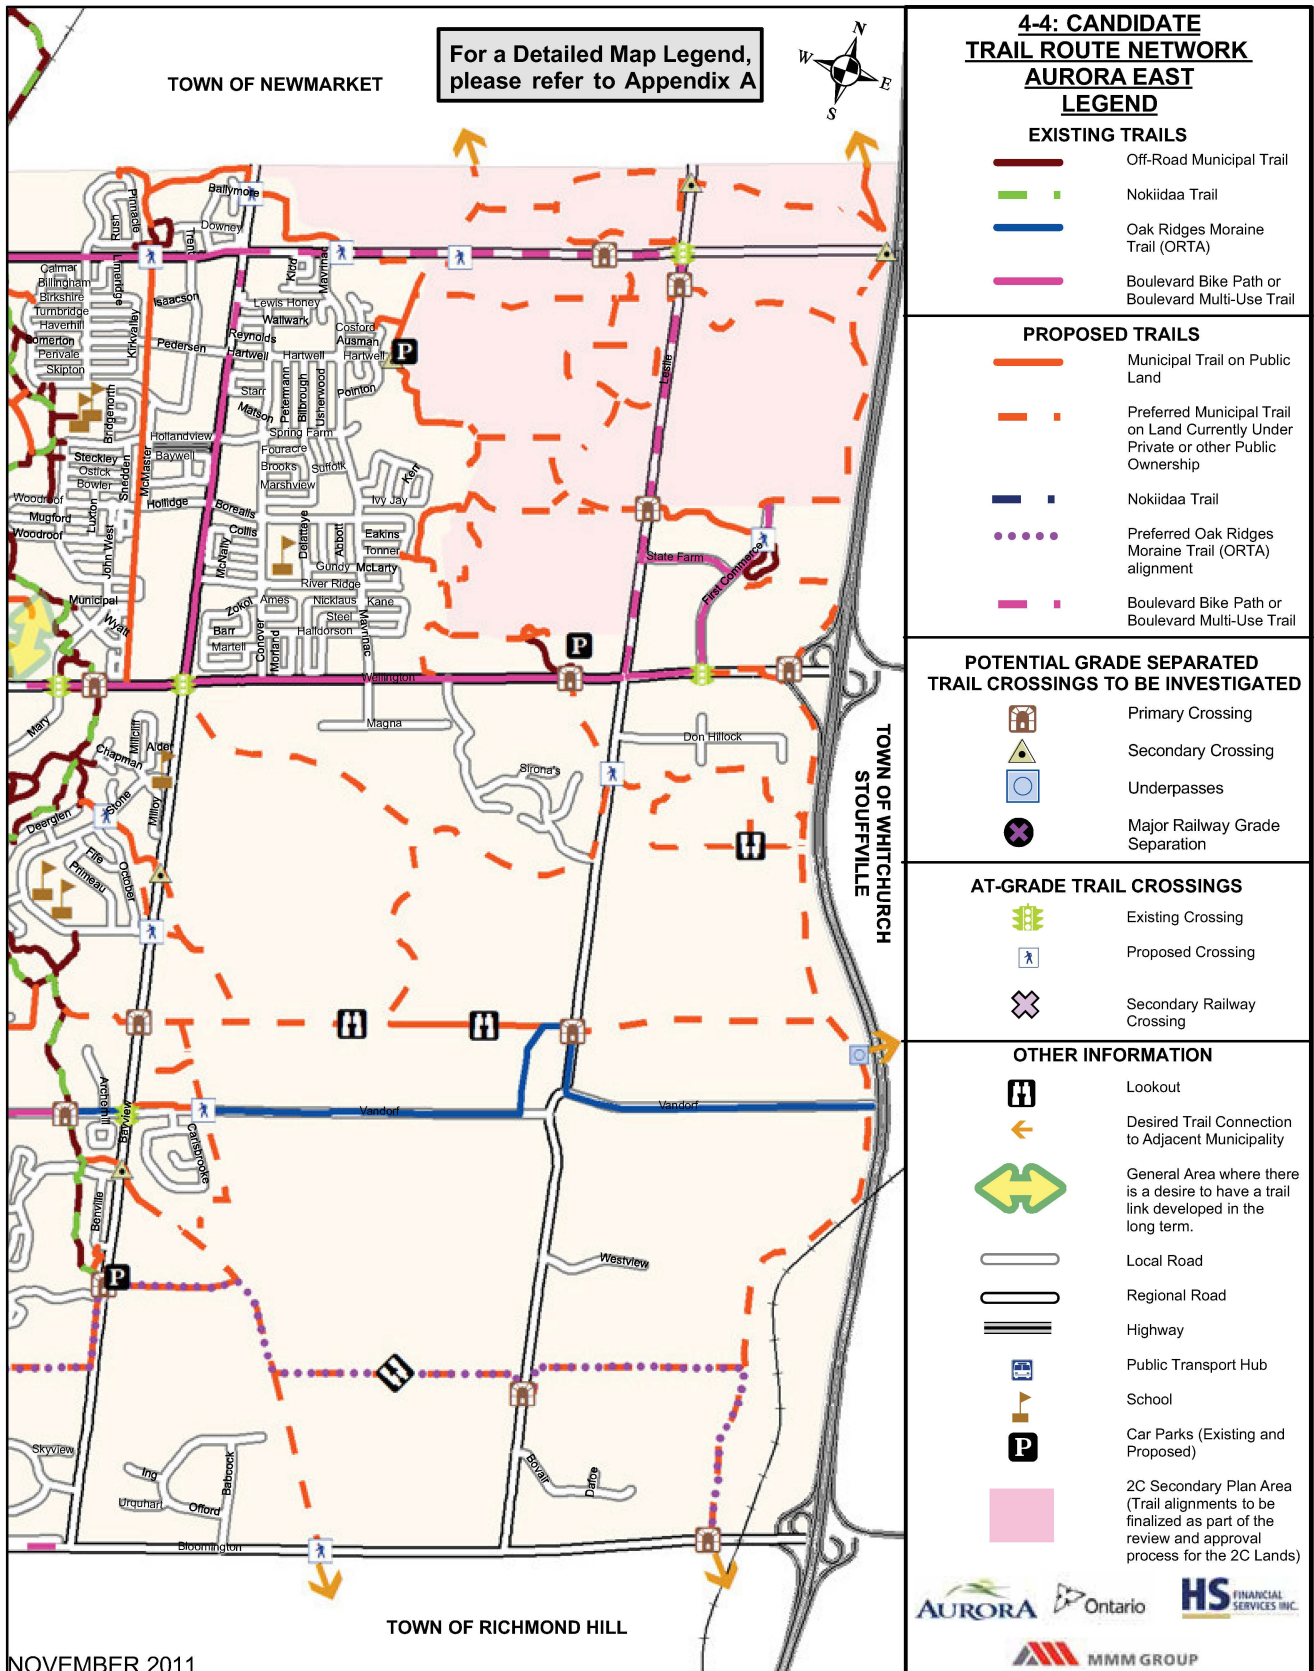 For a Detailed Map Legend,
please refer to Appendix A
TOWN OF NEWMARKET
N
W
E
S
Ballymore
Pinnacle
Rush
Downey
Trent
Limeridge
Calmar
Billingham
Birkshire
Turnbridge
Haverhill
omerton
Perivale
Skipton
Kirkvalley
Isaacson
Pedersen
Kidd
Mavrinac
Lewis Honey
Wallwark
Reynolds
Hartwell
Hartwell
Hartwell
Cosford
Ausman
P
Starr
Matson
Petermann
Bilbrough
Usherwood
Pointon
Leslie
Bridgenorth
Hollandview
Baywell
Spring Farm
Fouracre
Brooks
Suffolk
Marshview
Kerr
Ivy Jay
Steckley
Ostick
Bowler
Snedden
McMaster
Woodroof
Mugford
Woodroof
Luxton
Hollidge
Borealis
Collis
McNally
John West
Delattaye
Abbott
Eakins
Tonner
Gundy
McLarty
River Ridge
State Farm
First Commerce
Municipal
Wyatt
Zokol
Ames
Nicklaus
Kane
Steel
Halldorson
Barr
Martell
Conover
Morland
Mavrinac
P
Wellington
Mary
Magna
Don Hillock
Sirona's
Millcliff
Alder
Chapman
Stone
Milloy
Deerglen
Fife
Primeau
October
TOWN OF WHITCHURCH
STOUFFVILLE
Archerhill
Bayview
Vandorf
Vandorf
Carisbrooke
Benville
P
Westview
Skyview
Ing
Urquhart
Offord
Babcock
Bovair
Dafoe
Bloomington
TOWN OF RICHMOND HILL
NOVEMBER 2011
4-4: CANDIDATE
TRAIL ROUTE NETWORK
AURORA EAST
LEGEND
EXISTING TRAILS
Off-Road Municipal Trail
Nokiidaa Trail
Oak Ridges Moraine
Trail (ORTA)
Boulevard Bike Path or
Boulevard Multi-Use Trail
PROPOSED TRAILS
Municipal Trail on Public
Land
Preferred Municipal Trail
on Land Currently Under
Private or other Public
Ownership
Nokiidaa Trail
Preferred Oak Ridges
Moraine Trail (ORTA)
alignment
Boulevard Bike Path or
Boulevard Multi-Use Trail
POTENTIAL GRADE SEPARATED
TRAIL CROSSINGS TO BE INVESTIGATED
Primary Crossing
Secondary Crossing
Underpasses
Major Railway Grade
Separation
AT-GRADE TRAIL CROSSINGS
Existing Crossing
Proposed Crossing
Secondary Railway
Crossing
OTHER INFORMATION
Lookout
Desired Trail Connection
to Adjacent Municipality
General Area where there
is a desire to have a trail
link developed in the
long term.
Local Road
Regional Road
Highway
Public Transport Hub
School
P
Car Parks (Existing and
Proposed)
2C Secondary Plan Area
(Trail alignments to be
finalized as part of the
review and approval
process for the 2C Lands)
AURORA
Ontario
HS FINANCIAL
SERVICES INC.
MMM GROUP